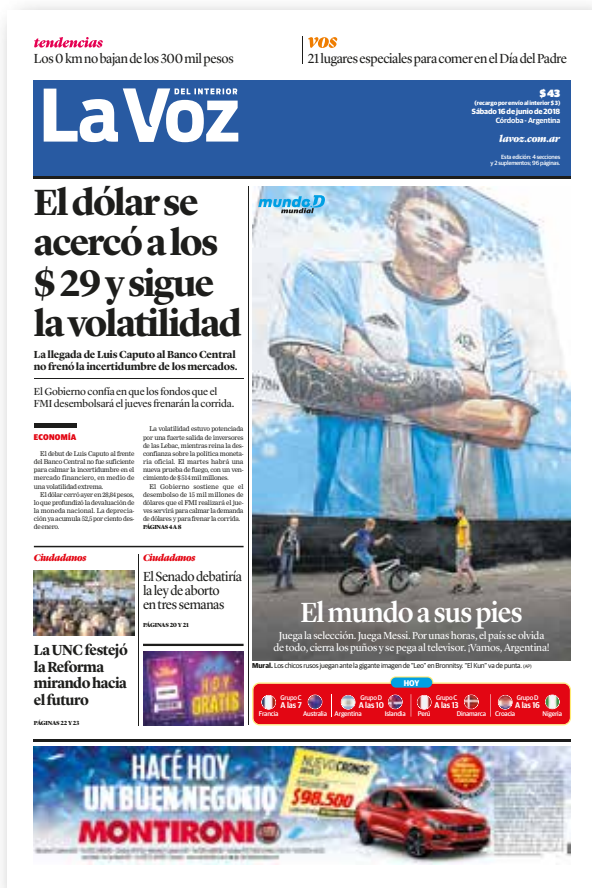 tendencias
Los 0 km no bajan de los 300 mil pesos
vos
21 lugares especiales para comer en el Día del Padre
DEL INTERIOR
La Voz
$ 43
(recargo por envío al interior $ 3)
Sábado 16 de junio de 2018
Córdoba - Argentina
lavoz.com.ar
Esta edición: 4 secciones
y 2 suplementos; 96 páginas.
El dólar se
acercó a los
$ 29 y sigue
la volatilidad
La llegada de Luis Caputo al Banco Central
no frenó la incertidumbre de los mercados.
El Gobierno confía en que los fondos que el
FMI desembolsará el jueves frenarán la corrida.
ECONOMÍA
El debut de Luis Caputo al frente
del Banco Central no fue suficiente
para calmar la incertidumbre en el
mercado financiero, en medio de
una volatilidad extrema.
El dólar cerró ayer en 28,84 pesos,
lo que profundizó la devaluación de
la moneda nacional. La deprecia-
ción ya acumula 52,5 por ciento des-
de enero.
La volatilidad estuvo potenciada
por una fuerte salida de inversores
de las Lebac, mientras reina la des-
confianza sobre la política moneta-
ria oficial. El martes habrá una
nueva prueba de fuego, con un ven-
cimiento de $ 514 mil millones.
El Gobierno sostiene que el
desembolso de 15 mil millones de
dólares que el FMI realizará el jue-
ves servirá para calmar la demanda
de dólares y para frenar la corrida.
PÁGINAS 4 A 8
Ciudadanos
La UNC festejó
la Reforma
mirando hacia
el futuro
PÁGINAS 22 Y 23
Ciudadanos
El Senado debatiría
la ley de aborto
en tres semanas
PÁGINAS 20 Y 21
HOY
GRATIS
mundo D
mundial
El mundo a sus pies
Juega la selección. Juega Messi. Por unas horas, el país se olvida
de todo, cierra los puños y se pega al televisor. ¡Vamos, Argentina!
Mural. Los chicos rusos juegan ante la gigante imagen de "Leo" en Bronnitsy. "El Kun" va de punta. (AP)
HOY
Grupo C
A las 7
Francia
Australia
Grupo D
A las 10
Argentina
Islandia
Grupo C
A las 13
Perú
Dinamarca
Grupo D
A las 16
Croacia
Nigeria
HACÉ HOY
UN BUEN NEGOCIO
MONTIRONI
NUEVO CRONOS
$98.500